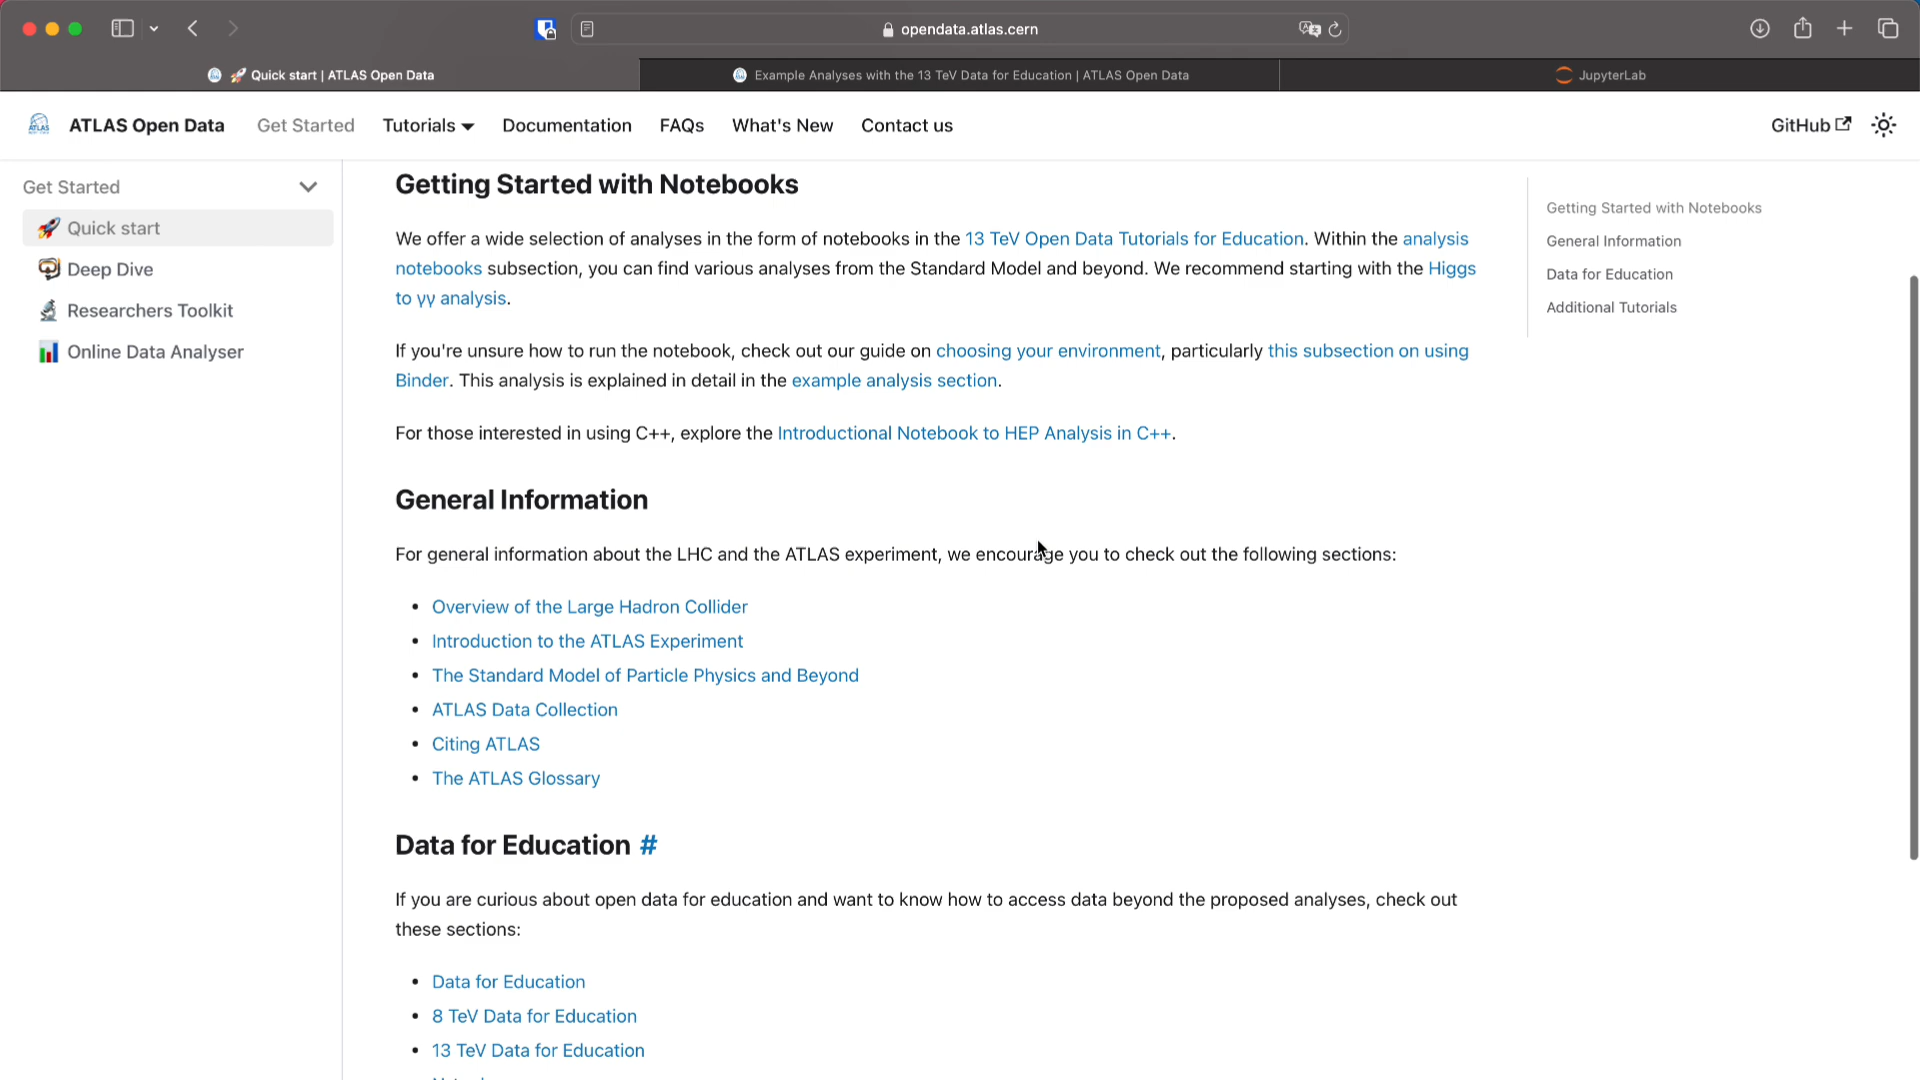 opendata.atlas.cern
Quick start | ATLAS Open Data
Example Analyses with the 13 TeV Data for Education | ATLAS Open Data
JupyterLab
ATLAS
ATLAS Open Data
Get Started
Tutorials
Documentation
FAQs
What's New
Contact us
GitHub
Get Started
Quick start
Deep Dive
Researchers Toolkit
Online Data Analyser
Getting Started with Notebooks
We offer a wide selection of analyses in the form of notebooks in the 13 TeV Open Data Tutorials for Education. Within the analysis
notebooks subsection, you can find various analyses from the Standard Model and beyond. We recommend starting with the Higgs
to γγ analysis.
If you're unsure how to run the notebook, check out our guide on choosing your environment, particularly this subsection on using
Binder. This analysis is explained in detail in the example analysis section.
For those interested in using C++, explore the Introductional Notebook to HEP Analysis in C++.
General Information
For general information about the LHC and the ATLAS experiment, we encourage you to check out the following sections:
• Overview of the Large Hadron Collider
• Introduction to the ATLAS Experiment
• The Standard Model of Particle Physics and Beyond
• ATLAS Data Collection
• Citing ATLAS
• The ATLAS Glossary
Data for Education #
If you are curious about open data for education and want to know how to access data beyond the proposed analyses, check out
these sections:
• Data for Education
• 8 TeV Data for Education
• 13 TeV Data for Education
Getting Started with Notebooks
General Information
Data for Education
Additional Tutorials